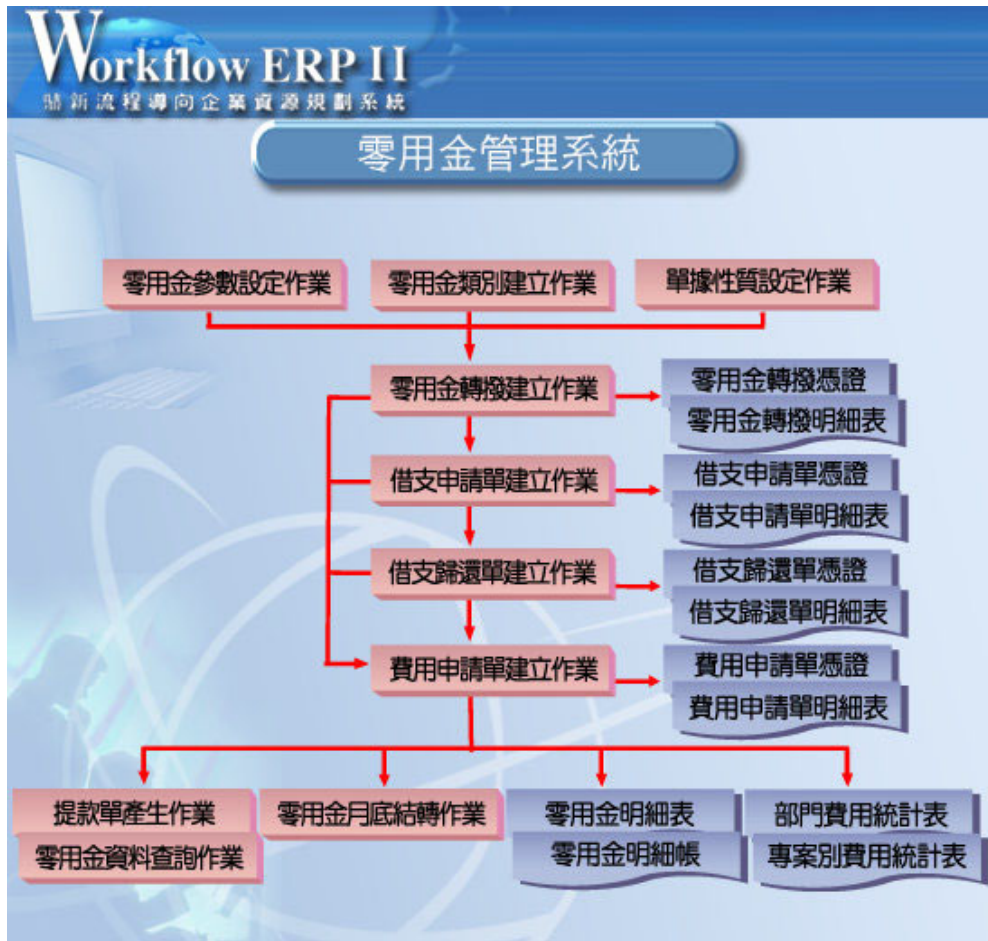 Workflow ERP II
鼎新流程導向企業資源規劃系統
零用金管理系統
零用金參數設定作業
零用金類別建立作業
單據性質設定作業
零用金轉撥建立作業
零用金轉撥憑證
零用金轉撥明細表
借支申請單建立作業
借支申請單憑證
借支申請單明細表
借支歸還單建立作業
借支歸還單憑證
借支歸還單明細表
費用申請單建立作業
費用申請單憑證
費用申請單明細表
提款單產生作業
零用金月底結轉作業
零用金明細表
部門費用統計表
零用金資料查詢作業
零用金明細帳
專案別費用統計表